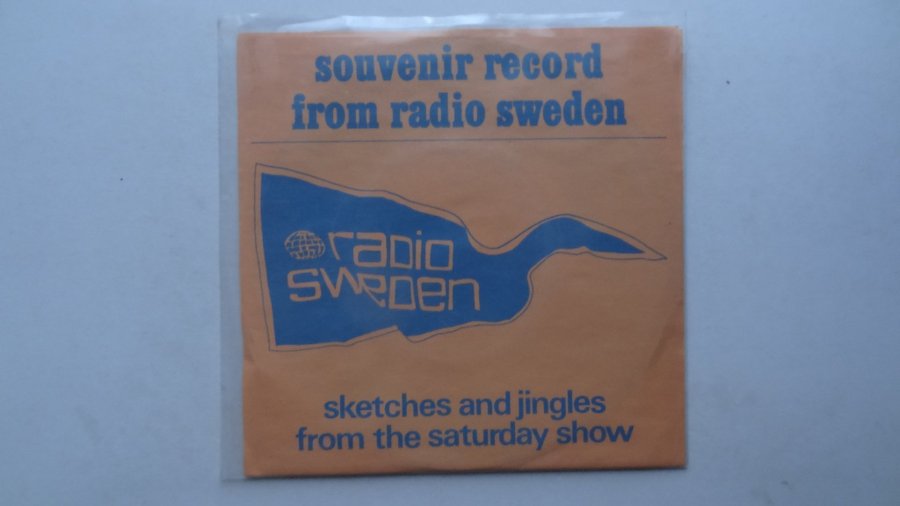 souvenir record
from radio sweden
radio
sweden
sketches and jingles
from the saturday show